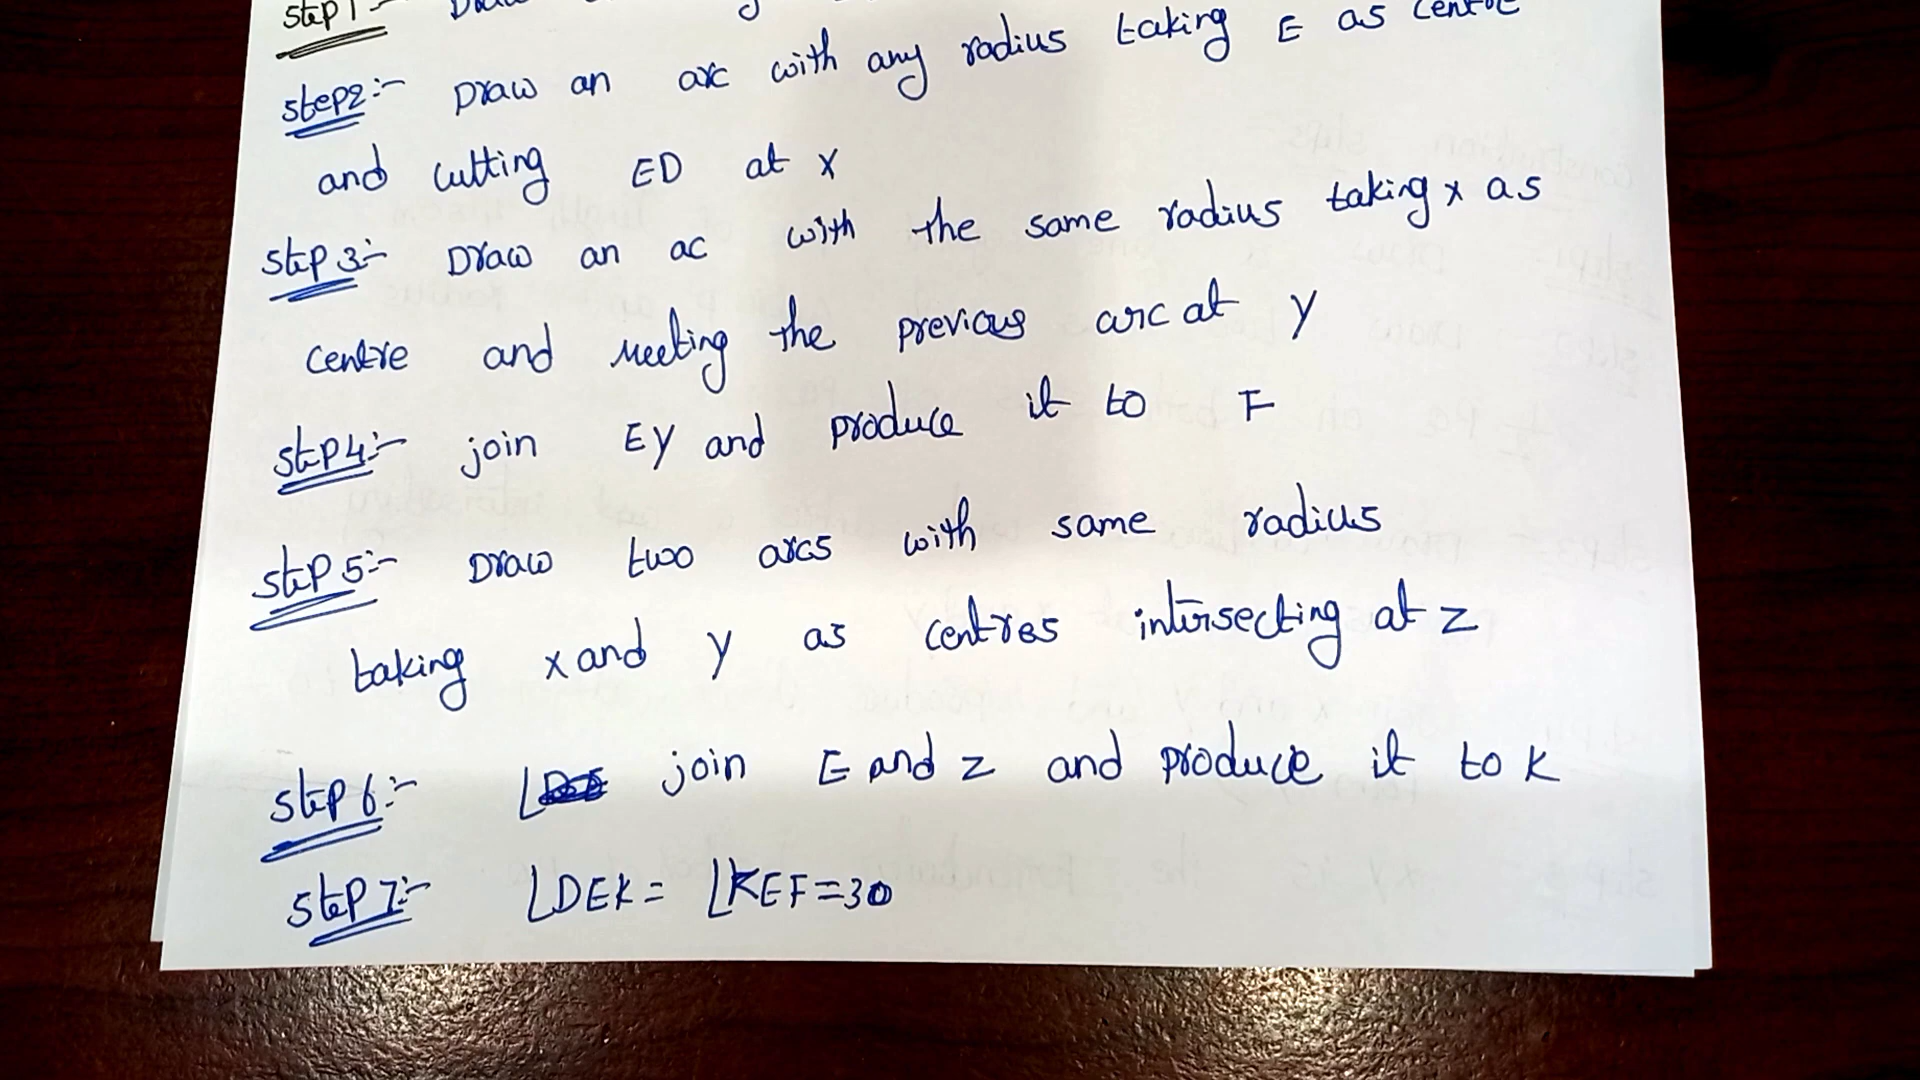 step1:- Draw
step2:- Draw an arc with any radius taking E as centre
and cutting ED at x
step 3:- Draw an ac with the same radius taking x as
centre and meeting the previous arc at y
step4:- join Ey and produce it to F
step 5:- Draw two arcs with same radius
taking x and y as centres intersecting at z
step 6:- join E and z and produce it to K
step 7:- ∠DEK = ∠KEF=30